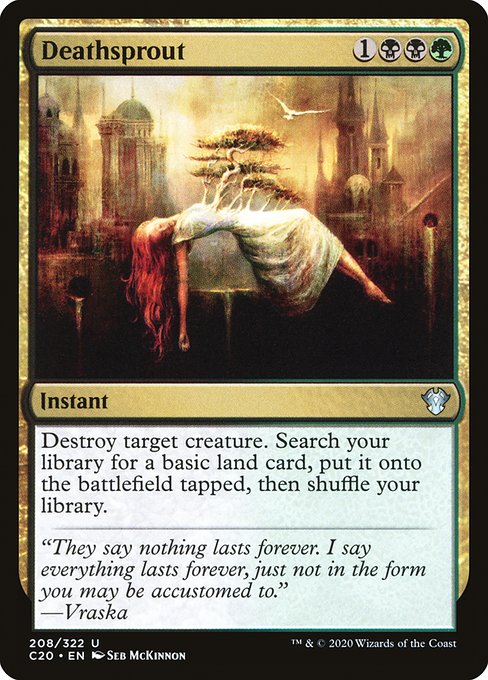 Deathsprout
1
Instant
Destroy target creature. Search your
library for a basic land card, put it onto
the battlefield tapped, then shuffle your
library.
“They say nothing lasts forever. I say
everything lasts forever, just not in the form
you may be accustomed to.”
—Vraska
208/322 U
C20 • EN Seb McKinnon
™ & © 2020 Wizards of the Coast